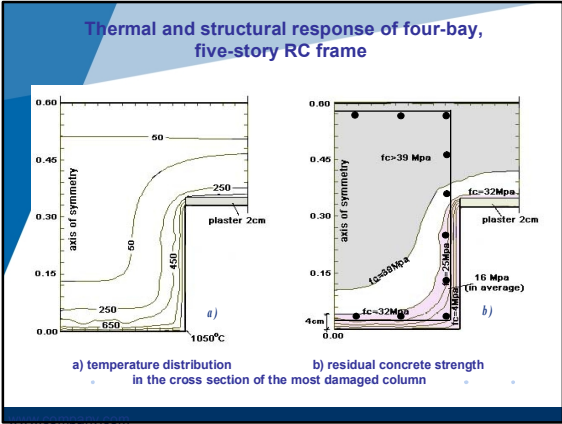 Thermal and structural response of four-bay,
five-story RC frame
0.60
0.45
0.30
0.15
0.00
axis of symmetry
50
50
250
plaster 2cm
450
250
650
a)
1050°C
0.60
0.45
0.30
0.15
4cm
0.00
axis of symmetry
fc>39 Mpa
fc=32Mpa
plaster 2cm
fc=38Mpa
fc=25Mpa
16 Mpa
(in average)
fc=32Mpa
fc=4Mpa
b)
a) temperature distribution
b) residual concrete strength
in the cross section of the most damaged column
www.company.com